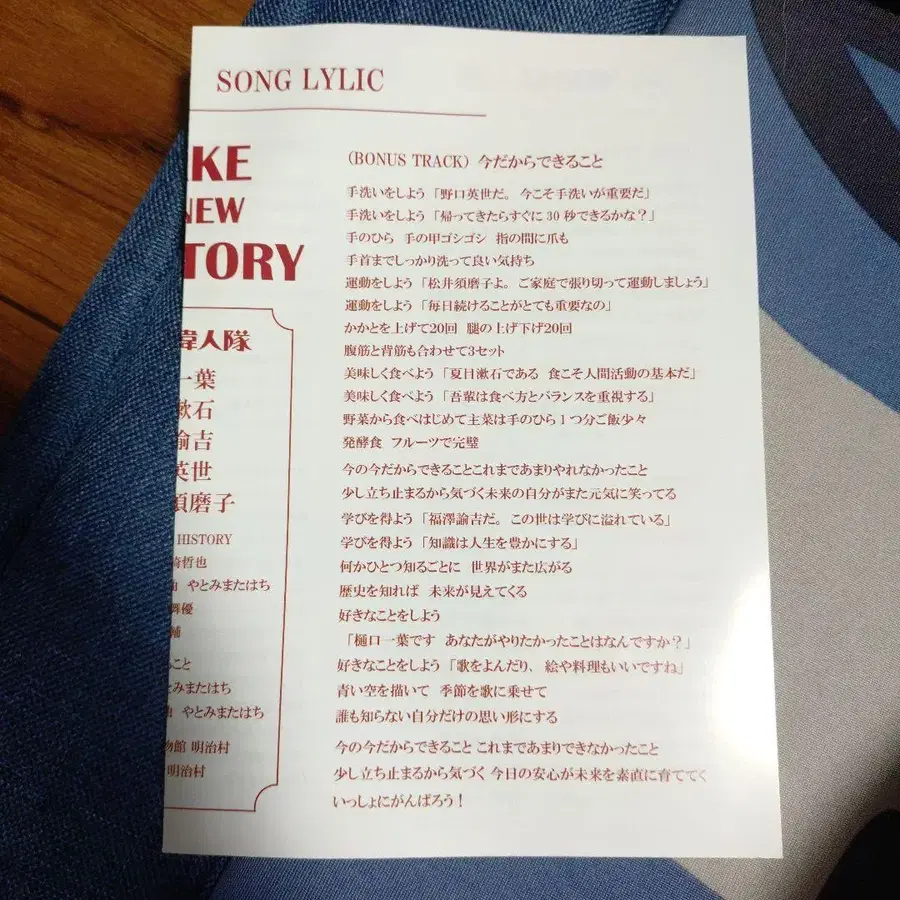 SONG LYLIC
KE
NEW
TORY
偉人隊
一葉
漱石
諭吉
英世
須磨子
HISTORY
崎哲也
曲 やとみまたはち
舞優
輔
ること
とみまたはち
曲 やとみまたはち
物館 明治村
明治村
(BONUS TRACK) 今だからできること
手洗いをしよう「野口英世だ。 今こそ手洗いが重要だ」
手洗いをしよう「帰ってきたらすぐに 30 秒できるかな?」
手のひら 手の甲ゴシゴシ 指の間に爪も
手首までしっかり洗って良い気持ち
運動をしよう「松井須磨子よ。ご家庭で張り切って運動しましょう」
運動をしよう「毎日続けることがとても重要なの」
かかとを上げて20回 腿の上げ下げ20回
腹筋と背筋も合わせて3セット
美味しく食べよう「夏目漱石である 食こそ人間活動の基本だ」
美味しく食べよう「吾輩は食べ方とバランスを重視する」
野菜から食べはじめて主菜は手のひら1つ分ご飯少々
発酵食 フルーツで完璧
今の今だからできることこれまであまりやれなかったこと
少し立ち止まるから気づく未来の自分がまた元気に笑ってる
学びを得よう「福澤諭吉だ。この世は学びに溢れている」
学びを得よう「知識は人生を豊かにする」
何かひとつ知るごとに 世界がまた広がる
歴史を知れば 未来が見えてくる
好きなことをしよう
「樋口一葉です あなたがやりたかったことはなんですか?」
好きなことをしよう「歌をよんだり、絵や料理もいいですね」
青い空を描いて 季節を歌に乗せて
誰も知らない自分だけの思い形にする
今の今だからできること これまであまりできなかったこと
少し立ち止まるから気づく 今日の安心が未来を素直に育ててく
いっしょにがんばろう!